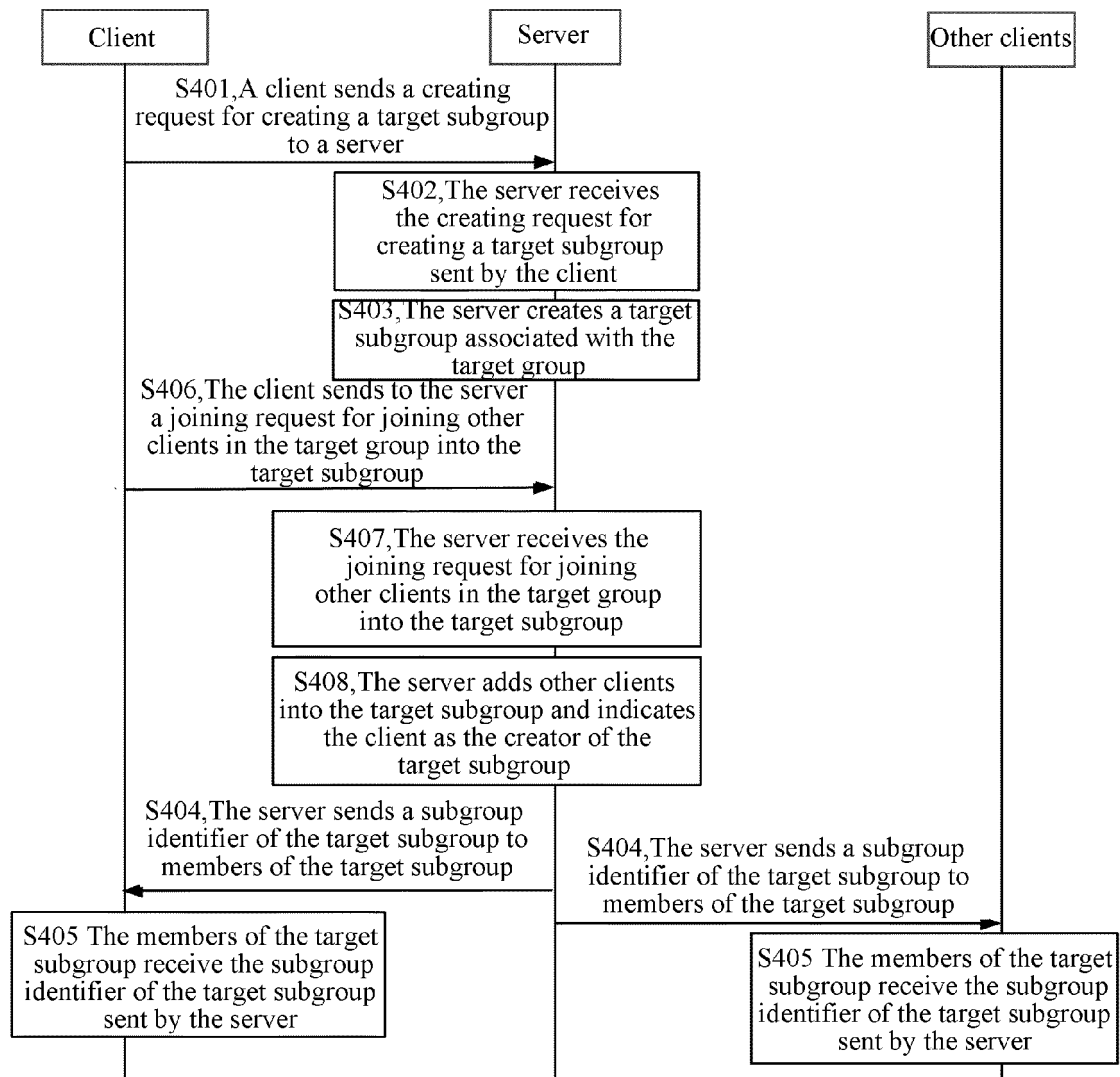 Client
Server
Other clients
S401,A client sends a creating
request for creating a target subgroup
to a server
S402,The server receives
the creating request for
creating a target subgroup
sent by the client
S403,The server creates a target
subgroup associated with the
target group
S406,The client sends to the server
a joining request for joining other
clients in the target group into the
target subgroup
S407,The server receives the
joining request for joining
other clients in the target group
into the target subgroup
S408,The server adds other clients
into the target subgroup and indicates
the client as the creator of the
target subgroup
S404,The server sends a subgroup
identifier of the target subgroup to
members of the target subgroup
S404,The server sends a subgroup
identifier of the target subgroup to
members of the target subgroup
S405 The members of the target
subgroup receive the subgroup
identifier of the target subgroup
sent by the server
S405 The members of the target
subgroup receive the subgroup
identifier of the target subgroup
sent by the server